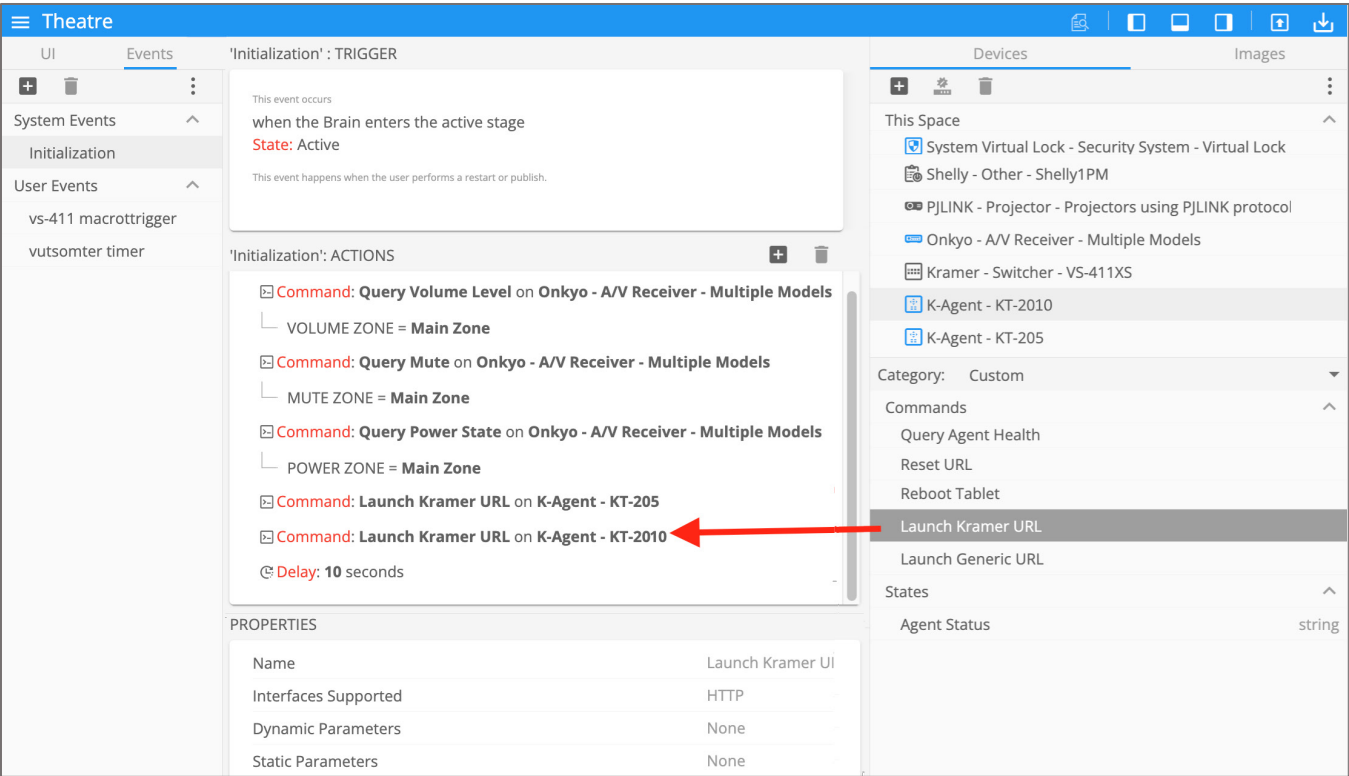 Theatre
UI Events
System Events
Initialization
User Events
vs-411 macrottrigger
vutsomter timer
'Initialization' : TRIGGER
This event occurs
when the Brain enters the active stage
State: Active
This event happens when the user performs a restart or publish.
'Initialization': ACTIONS
Command: Query Volume Level on Onkyo - A/V Receiver - Multiple Models
VOLUME ZONE = Main Zone
Command: Query Mute on Onkyo - A/V Receiver - Multiple Models
MUTE ZONE = Main Zone
Command: Query Power State on Onkyo - A/V Receiver - Multiple Models
POWER ZONE = Main Zone
Command: Launch Kramer URL on K-Agent - KT-205
Command: Launch Kramer URL on K-Agent - KT-2010
Delay: 10 seconds
PROPERTIES
Name Launch Kramer U
Interfaces Supported HTTP
Dynamic Parameters None
Static Parameters None
Devices Images
This Space
System Virtual Lock - Security System - Virtual Lock
Shelly - Other - Shelly1PM
PJLINK - Projector - Projectors using PJLINK protocol
Onkyo - A/V Receiver - Multiple Models
Kramer - Switcher - VS-411XS
K-Agent - KT-2010
K-Agent - KT-205
Category: Custom
Commands
Query Agent Health
Reset URL
Reboot Tablet
Launch Kramer URL
Launch Generic URL
States
Agent Status string